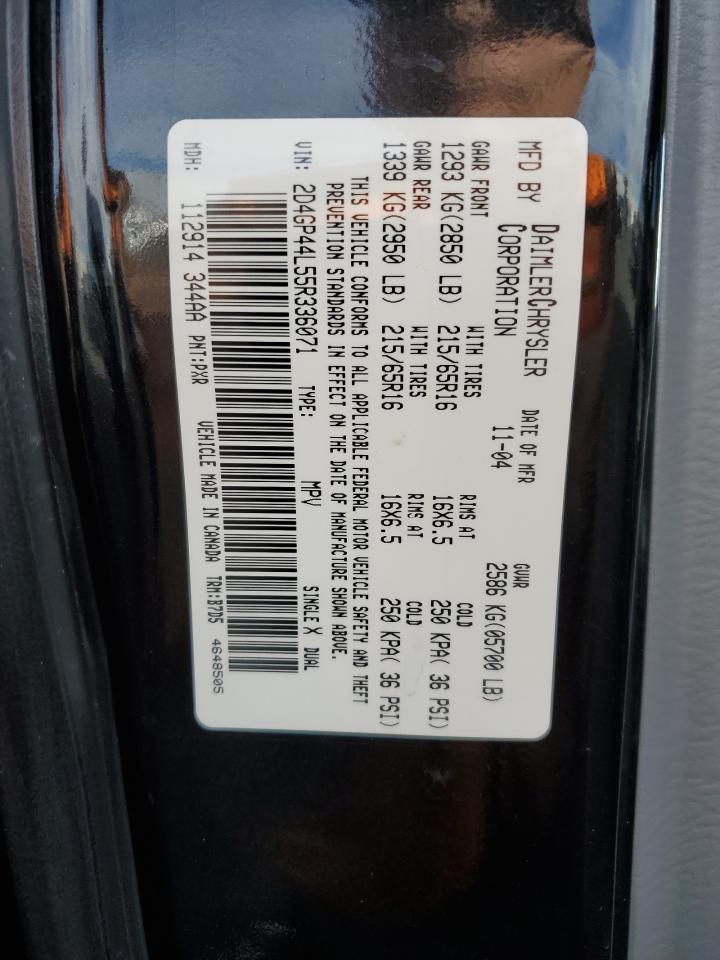 MFD BY DAIMLERCHRYSLER CORPORATION DATE OF MFR 11-04 GVWR 2586 KG(05700 LB)
GAWR FRONT WITH TIRES RIMS AT COLD
1293 KG(2850 LB) 215/65R16 16X6.5 250 KPA( 36 PSI)
GAWR REAR WITH TIRES RIMS AT COLD
1339 KG(2950 LB) 215/65R16 16X6.5 250 KPA( 36 PSI)
THIS VEHICLE CONFORMS TO ALL APPLICABLE FEDERAL MOTOR VEHICLE SAFETY AND THEFT
PREVENTION STANDARDS IN EFFECT ON THE DATE OF MANUFACTURE SHOWN ABOVE.
VIN: 2D4GP44L55R336071 TYPE: MPV SINGLE X DUAL
MDH: 112914 344AA PNT:PXR VEHICLE MADE IN CANADA TRM:B7D5 4648505